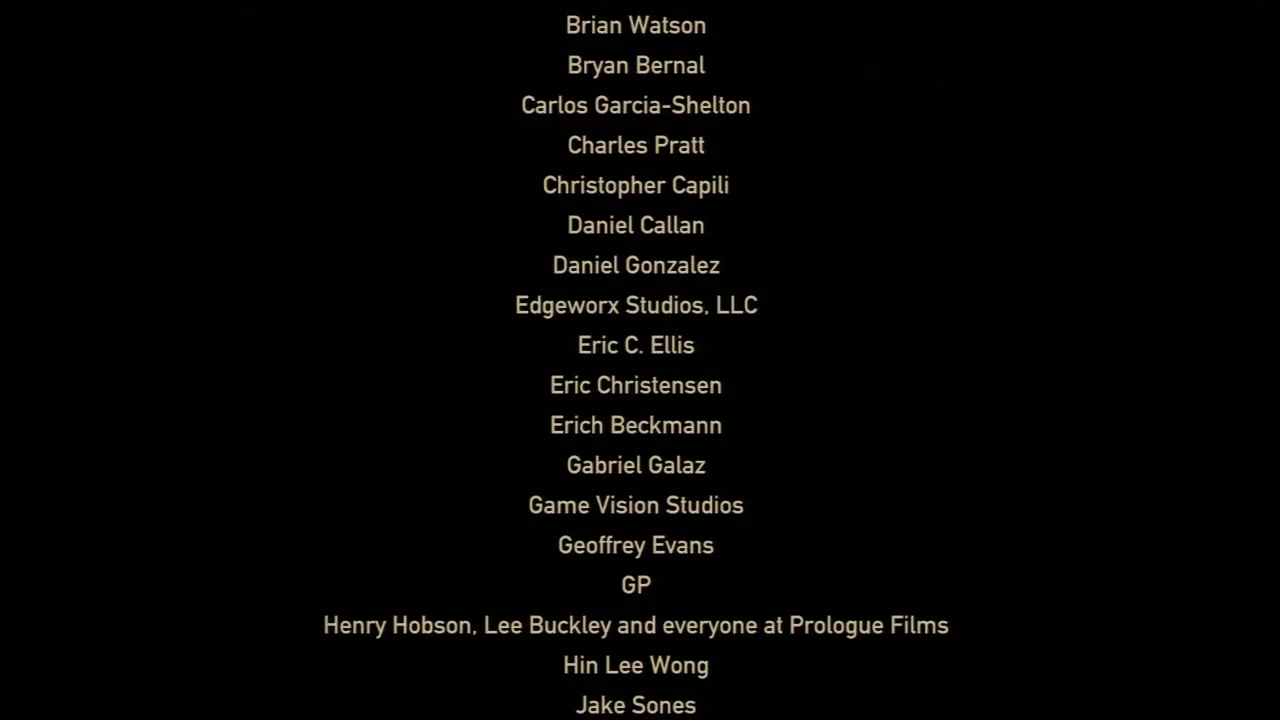 Brian Watson
Bryan Bernal
Carlos Garcia-Shelton
Charles Pratt
Christopher Capili
Daniel Callan
Daniel Gonzalez
Edgeworx Studios, LLC
Eric C. Ellis
Eric Christensen
Erich Beckmann
Gabriel Galaz
Game Vision Studios
Geoffrey Evans
GP
Henry Hobson, Lee Buckley and everyone at Prologue Films
Hin Lee Wong
Jake Sones